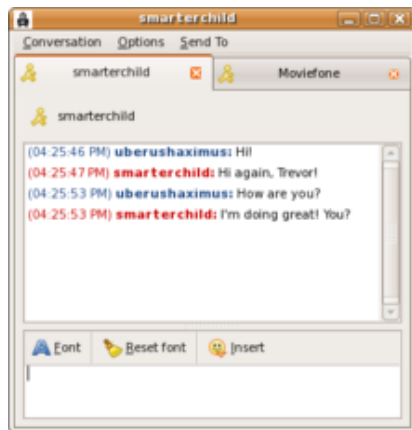 smarterchild
Conversation Options Send To
smarterchild Moviefone
smarterchild
(04:25:46 PM) uberushaximus: Hi!
(04:25:47 PM) smarterchild: Hi again, Trevor!
(04:25:53 PM) uberushaximus: How are you?
(04:25:53 PM) smarterchild: I'm doing great! You?
Font Reset font Insert